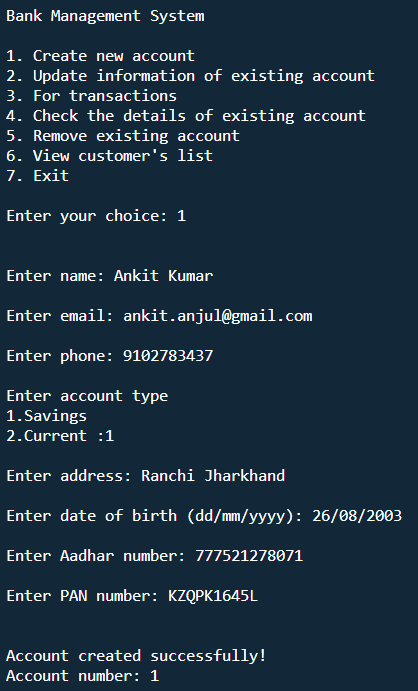 Bank Management System
1. Create new account
2. Update information of existing account
3. For transactions
4. Check the details of existing account
5. Remove existing account
6. View customer's list
7. Exit
Enter your choice: 1
Enter name: Ankit Kumar
Enter email: ankit.anjul@gmail.com
Enter phone: 9102783437
Enter account type
1.Savings
2.Current :1
Enter address: Ranchi Jharkhand
Enter date of birth (dd/mm/yyyy): 26/08/2003
Enter Aadhar number: 777521278071
Enter PAN number: KZQPK1645L
Account created successfully!
Account number: 1